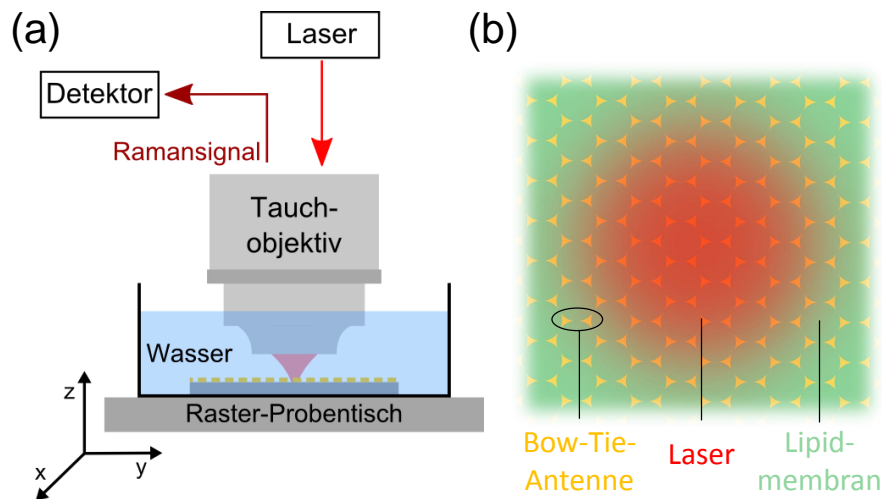 (a)
Laser
Detektor
Ramansignal
Tauch-
objektiv
Wasser
Raster-Probentisch
z
y
x
(b)
Bow-Tie-
Antenne
Laser
Lipid-
membran